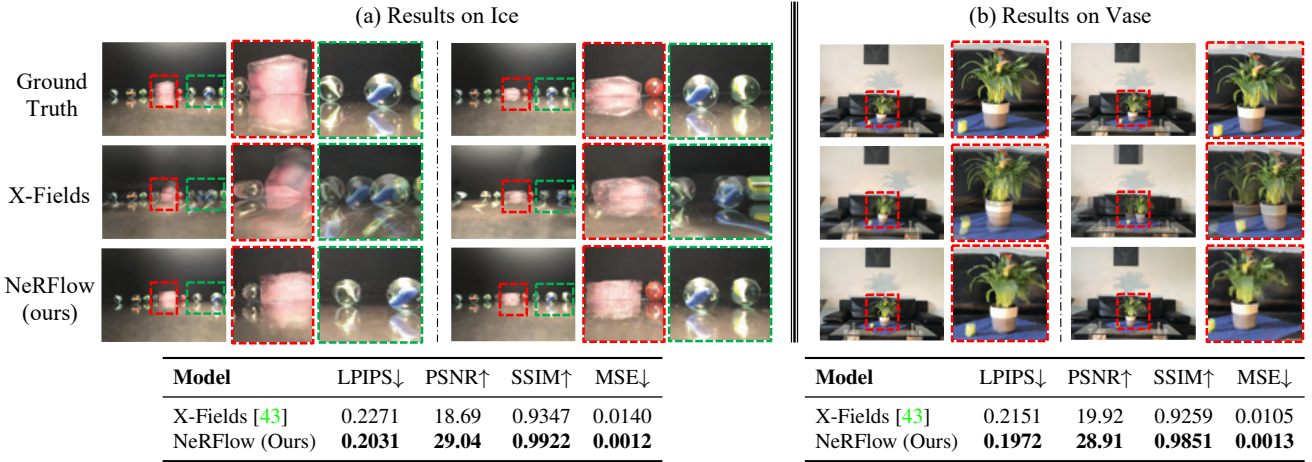 (a) Results on Ice
Ground
Truth
X-Fields
NeRFlow
(ours)
Model LPIPS↓ PSNR↑ SSIM↑ MSE↓
X-Fields [43] 0.2271 18.69 0.9347 0.0140
NeRFlow (Ours) 0.2031 29.04 0.9922 0.0012
(b) Results on Vase
Model LPIPS↓ PSNR↑ SSIM↑ MSE↓
X-Fields [43] 0.2151 19.92 0.9259 0.0105
NeRFlow (Ours) 0.1972 28.91 0.9851 0.0013